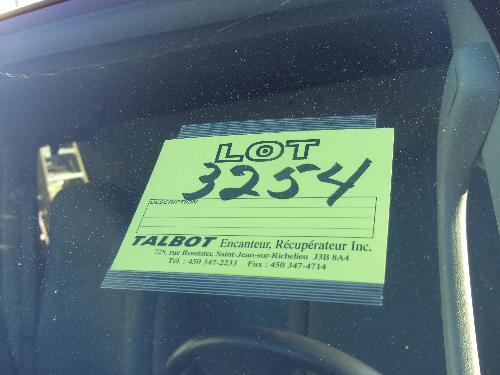 LOT
3254
DESCRIPTION
TALBOT Encanteur, Récupérateur Inc.
725, rue Rossiter, Saint-Jean-sur-Richelieu J3B 8A4
Tél.: 450 347-2233 Fax: 450 347-4714